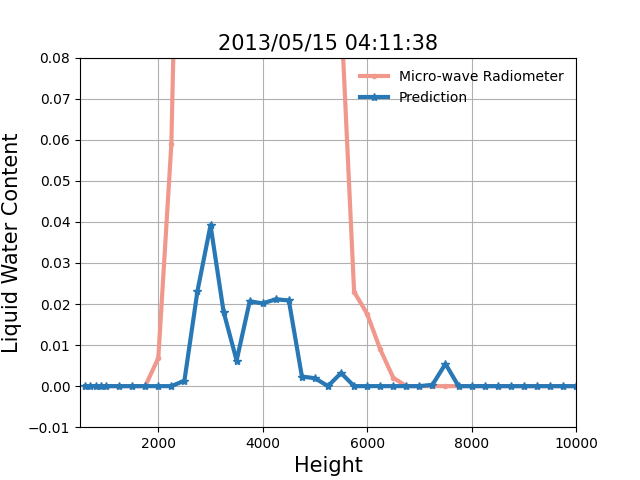 2013/05/15 04:11:38
Micro-wave Radiometer
Prediction
0.08
0.07
0.06
0.05
0.04
0.03
0.02
0.01
0.00
−0.01
Liquid Water Content
2000 4000 6000 8000 10000
Height